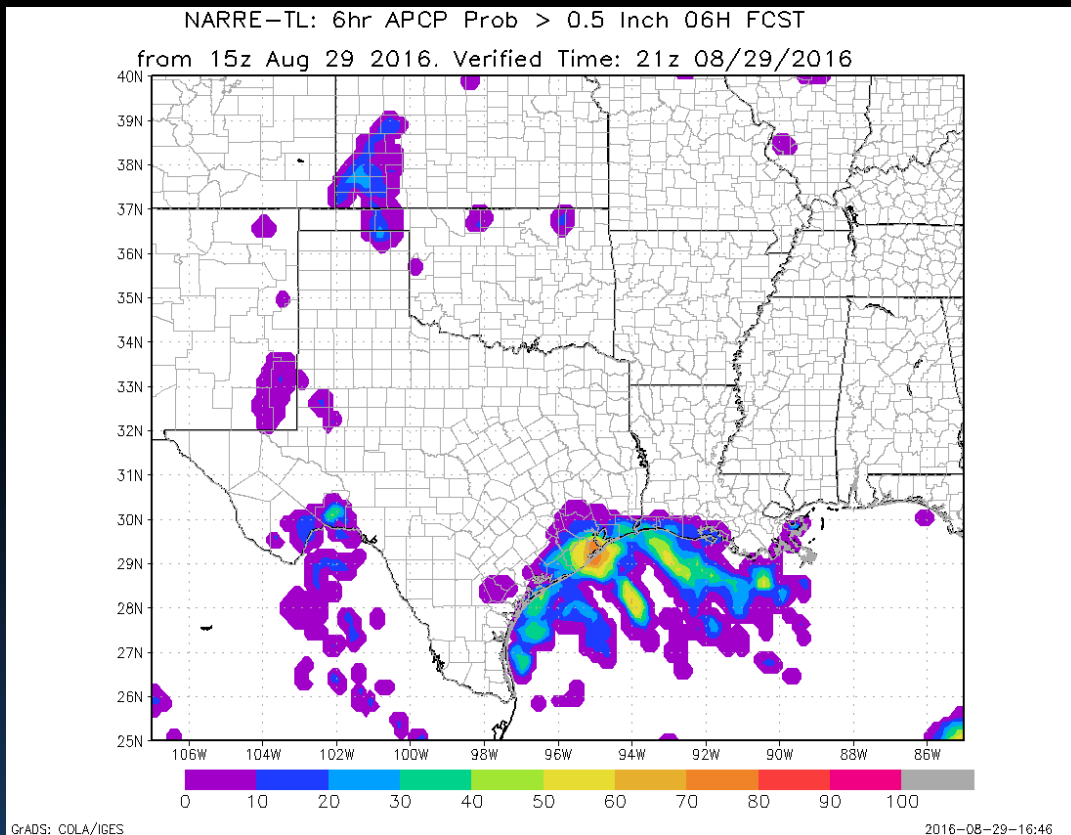 NARRE-TL: 6hr APCP Prob > 0.5 Inch 06H FCST
from 15z Aug 29 2016. Verified Time: 21z 08/29/2016
40N
39N
38N
37N
36N
35N
34N
33N
32N
31N
30N
29N
28N
27N
26N
25N
106W 104W 102W 100W 98W 96W 94W 92W 90W 88W 86W
0 10 20 30 40 50 60 70 80 90 100
GrADS: COLA/IGES 2016-08-29-16:46